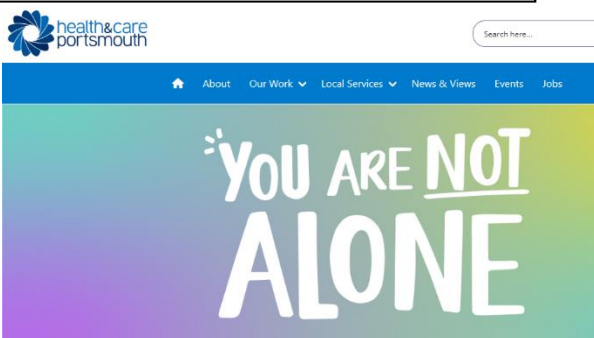 health&care
portsmouth
Search here...
About Our Work Local Services News & Views Events Jobs
YOU ARE NOT
ALONE